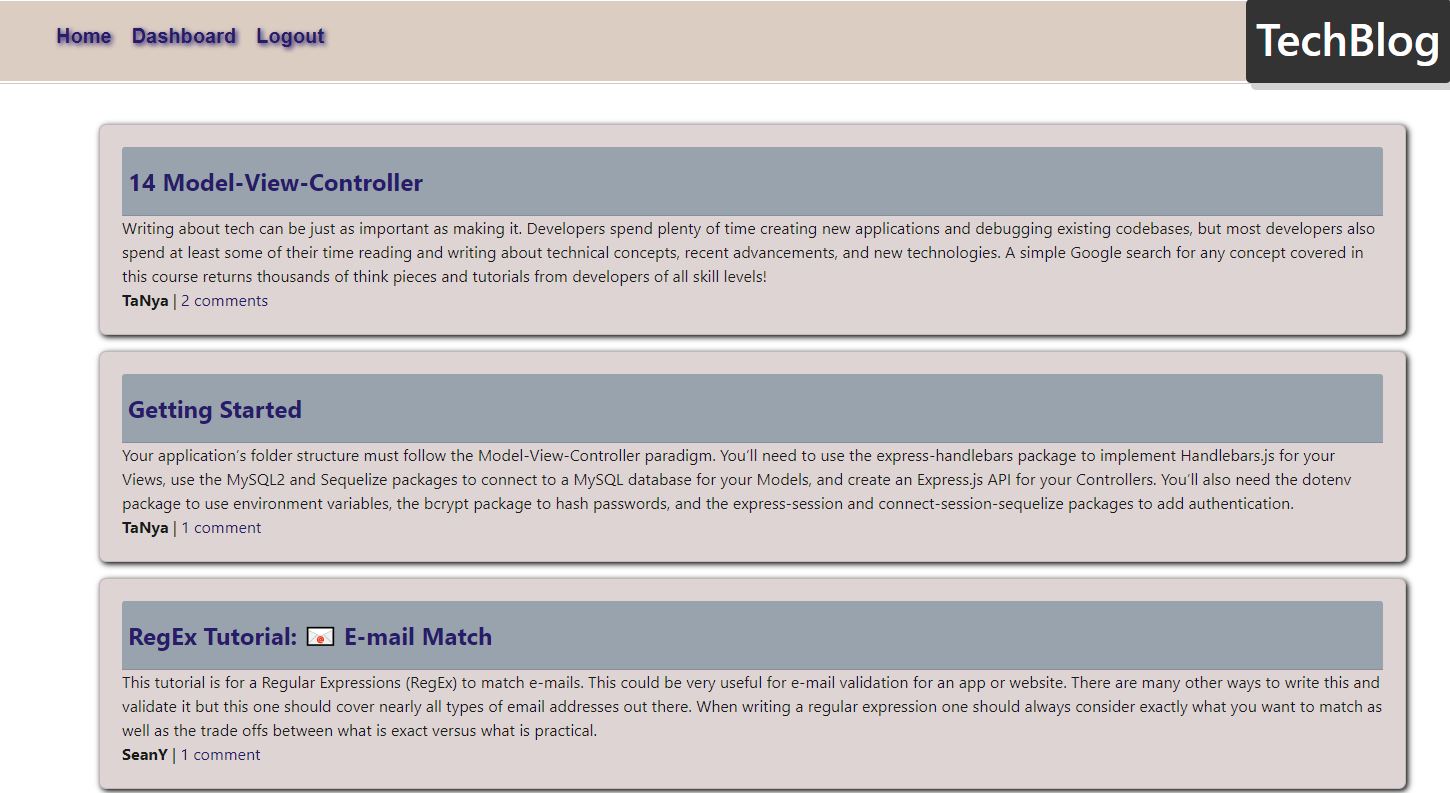 Home Dashboard Logout
TechBlog
14 Model-View-Controller
Writing about tech can be just as important as making it. Developers spend plenty of time creating new applications and debugging existing codebases, but most developers also
spend at least some of their time reading and writing about technical concepts, recent advancements, and new technologies. A simple Google search for any concept covered in
this course returns thousands of think pieces and tutorials from developers of all skill levels!
TaNya | 2 comments
Getting Started
Your application’s folder structure must follow the Model-View-Controller paradigm. You’ll need to use the express-handlebars package to implement Handlebars.js for your
Views, use the MySQL2 and Sequelize packages to connect to a MySQL database for your Models, and create an Express.js API for your Controllers. You’ll also need the dotenv
package to use environment variables, the bcrypt package to hash passwords, and the express-session and connect-session-sequelize packages to add authentication.
TaNya | 1 comment
RegEx Tutorial: 📧 E-mail Match
This tutorial is for a Regular Expressions (RegEx) to match e-mails. This could be very useful for e-mail validation for an app or website. There are many other ways to write this and
validate it but this one should cover nearly all types of email addresses out there. When writing a regular expression one should always consider exactly what you want to match as
well as the trade offs between what is exact versus what is practical.
SeanY | 1 comment